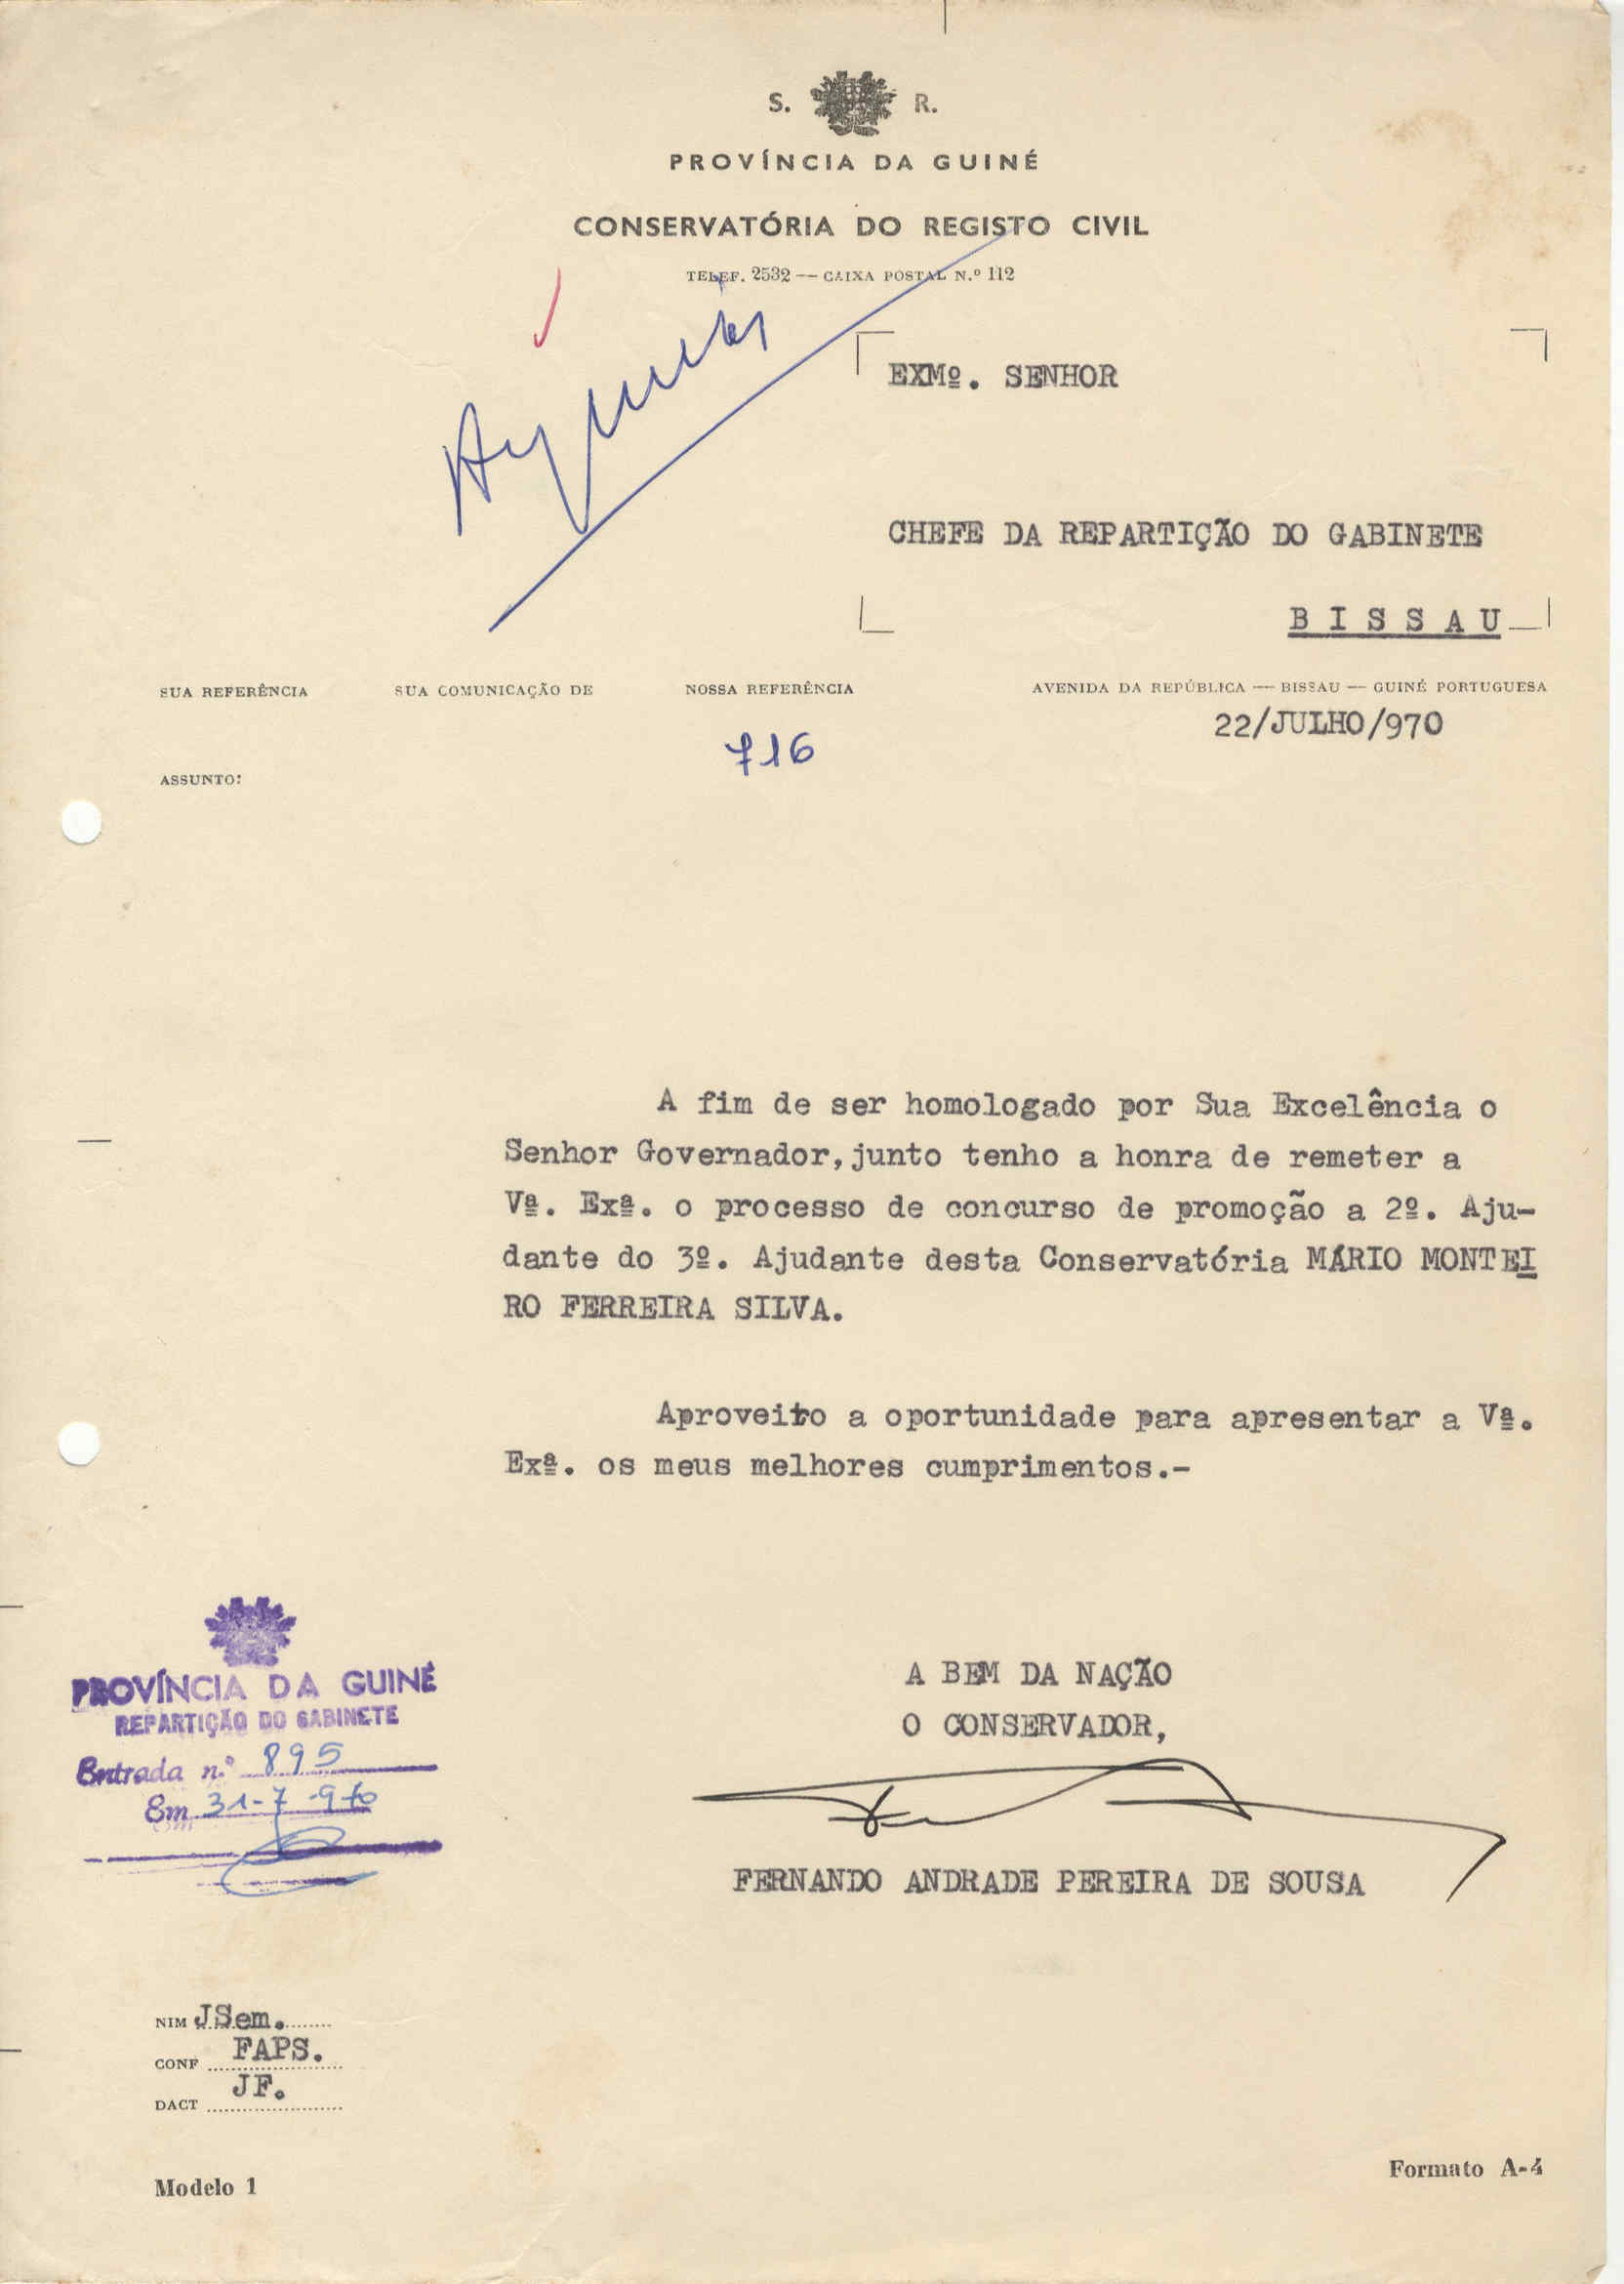 S. R.
PROVÍNCIA DA GUINÉ
CONSERVATÓRIA DO REGISTO CIVIL
TELEF. 2532 — CAIXA POSTAL N.º 112
EXMº. SENHOR
CHEFE DA REPARTIÇÃO DO GABINETE
BISSAU
SUA REFERÊNCIA SUA COMUNICAÇÃO DE NOSSA REFERÊNCIA AVENIDA DA REPÚBLICA — BISSAU — GUINÉ PORTUGUESA
716 22/JULHO/970
ASSUNTO:
A fim de ser homologado por Sua Excelência o
Senhor Governador, junto tenho a honra de remeter a
Vª. Exª. o processo de concurso de promoção a 2º. Aju-
dante do 3º. Ajudante desta Conservatória MÁRIO MONTEI
RO FERREIRA SILVA.
Aproveito a oportunidade para apresentar a Vª.
Exª. os meus melhores cumprimentos.-
A BEM DA NAÇÃO
O CONSERVADOR,
FERNANDO ANDRADE PEREIRA DE SOUSA
PROVÍNCIA DA GUINÉ
REPARTIÇÃO DO GABINETE
Entrada n.º 895
Em 31-7-970
NIM JSem.
CONF FAPS.
DACT JF.
Modelo 1
Formato A-4